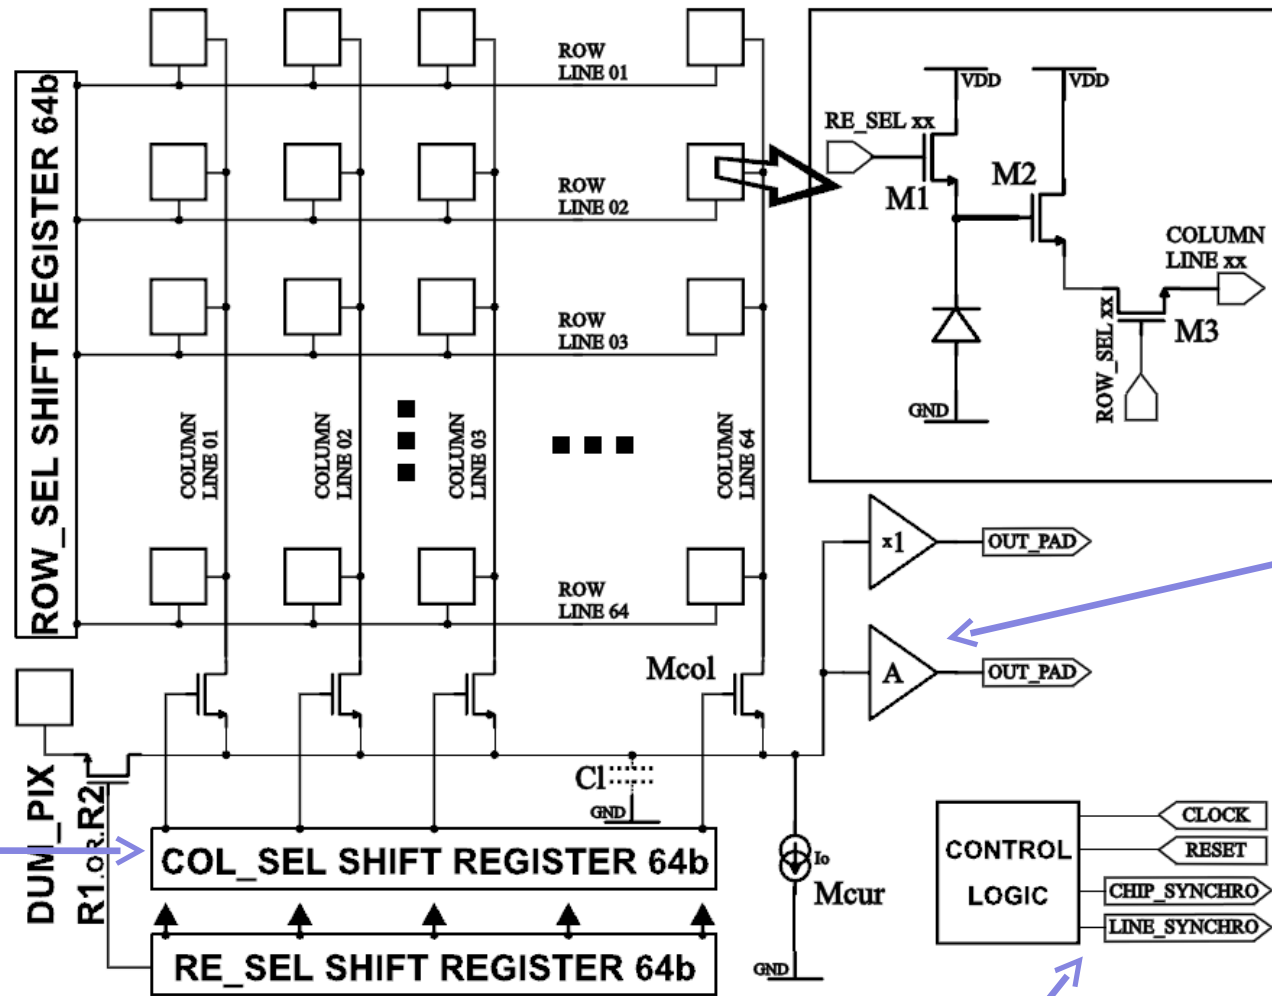 ROW_SEL SHIFT REGISTER 64b
ROW
LINE 01
ROW
LINE 02
ROW
LINE 03
COLUMN
LINE 01
COLUMN
LINE 02
COLUMN
LINE 03
COLUMN
LINE 64
ROW
LINE 64
VDD
VDD
RE_SEL xx
M1
M2
COLUMN
LINE xx
M3
ROW_SEL xx
GND
x1
OUT_PAD
A
OUT_PAD
Mcol
Cl
GND
DUM_PIX
R1.OR.R2
COL_SEL SHIFT REGISTER 64b
RE_SEL SHIFT REGISTER 64b
Io
Mcur
GND
CONTROL
LOGIC
CLOCK
RESET
CHIP_SYNCHRO
LINE_SYNCHRO